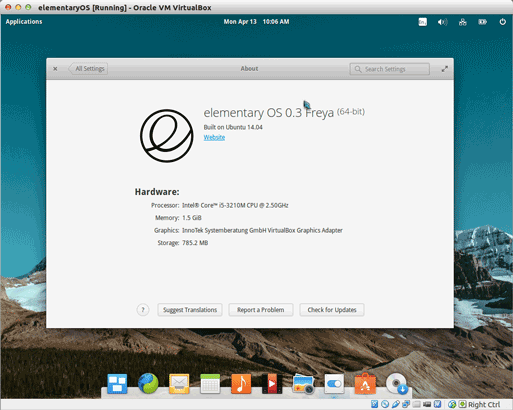 elementaryOS [Running] - Oracle VM VirtualBox
Applications
Mon Apr 13 10:06 AM
All Settings
About
Search Settings
elementary OS 0.3 Freya (64-bit)
Built on Ubuntu 14.04
Website
Hardware:
Processor: Intel® Core™ i5-3210M CPU @ 2.50GHz
Memory: 1.5 GiB
Graphics: InnoTek Systemberatung GmbH VirtualBox Graphics Adapter
Storage: 785.2 MB
?
Suggest Translations
Report a Problem
Check for Updates
Right Ctrl